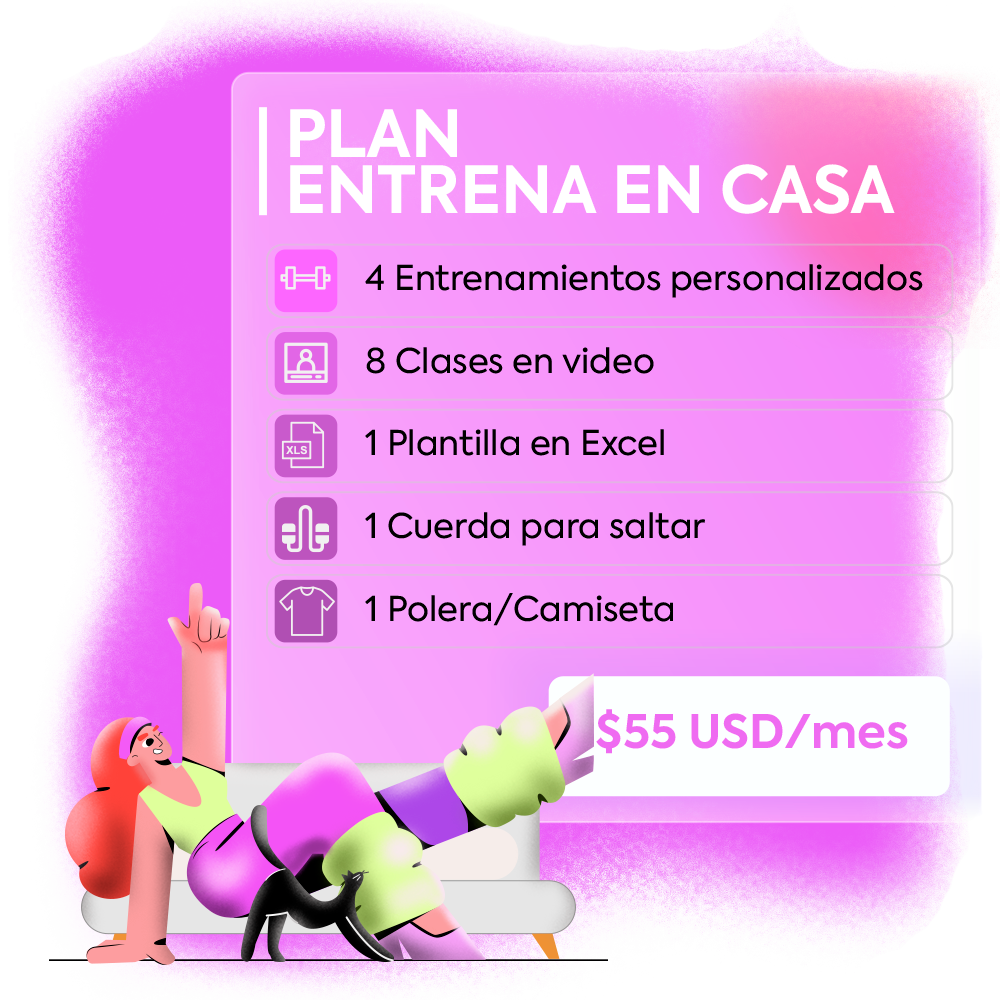 PLAN
ENTRENA EN CASA
4 Entrenamientos personalizados
8 Clases en video
XLS
1 Plantilla en Excel
1 Cuerda para saltar
1 Polera/Camiseta
$55 USD/mes